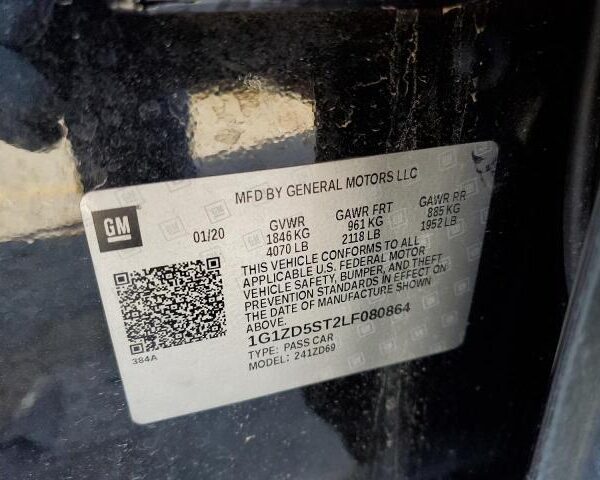 MFD BY GENERAL MOTORS LLC
GM
01/20
GVWR GAWR FRT GAWR RR
1846 KG 961 KG 885 KG
4070 LB 2118 LB 1952 LB
THIS VEHICLE CONFORMS TO ALL
APPLICABLE U.S. FEDERAL MOTOR
VEHICLE SAFETY, BUMPER, AND THEFT
PREVENTION STANDARDS IN EFFECT ON
THE DATE OF MANUFACTURE SHOWN
ABOVE.
1G1ZD5ST2LF080864
TYPE: PASS CAR
MODEL: 241ZD69
384A